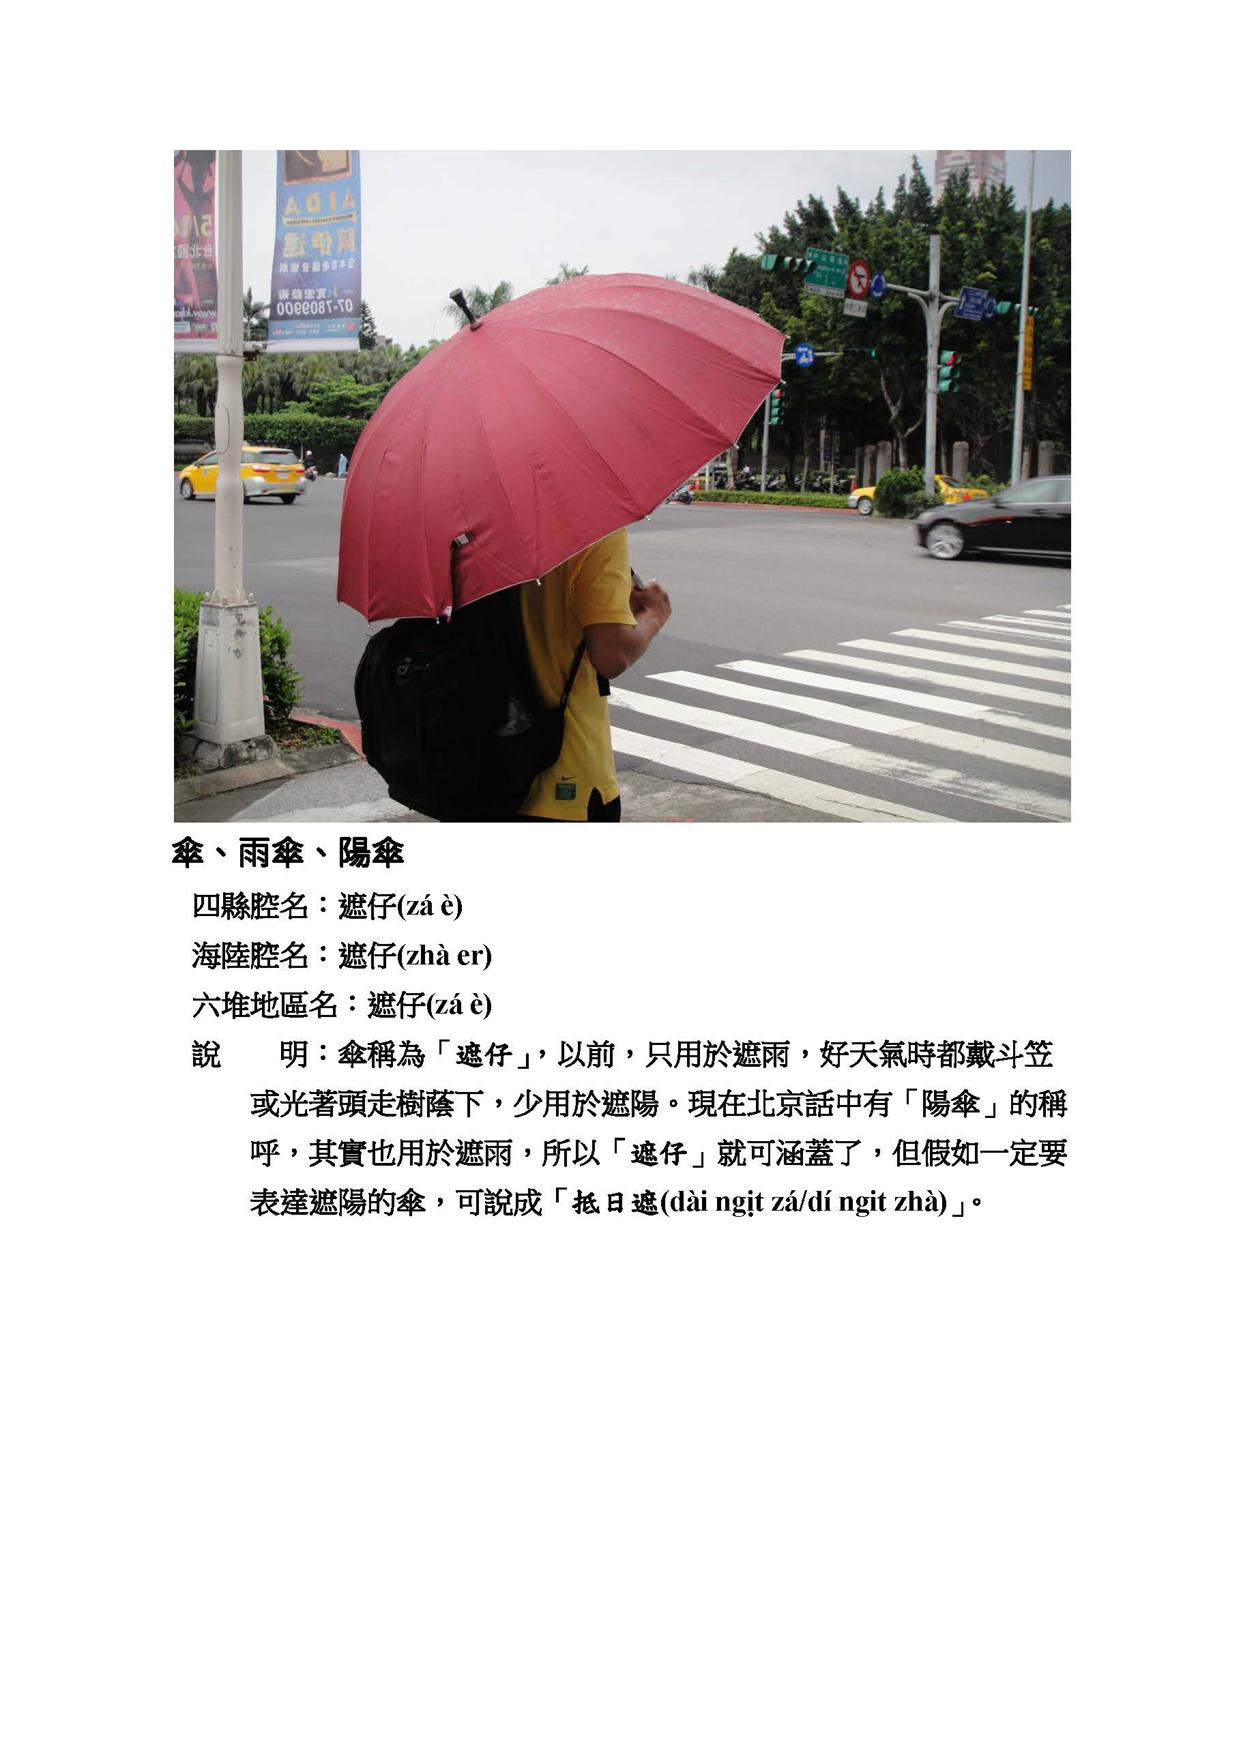 AIDA
阿伊達
07-7809900
傘、雨傘、陽傘
四縣腔名：遮仔(zá è)
海陸腔名：遮仔(zhà er)
六堆地區名：遮仔(zá è)
說　　明：傘稱為「遮仔」，以前，只用於遮雨，好天氣時都戴斗笠
或光著頭走樹蔭下，少用於遮陽。現在北京話中有「陽傘」的稱
呼，其實也用於遮雨，所以「遮仔」就可涵蓋了，但假如一定要
表達遮陽的傘，可說成「抵日遮(dài ngi̍t zá/dí ngit zhà)」。